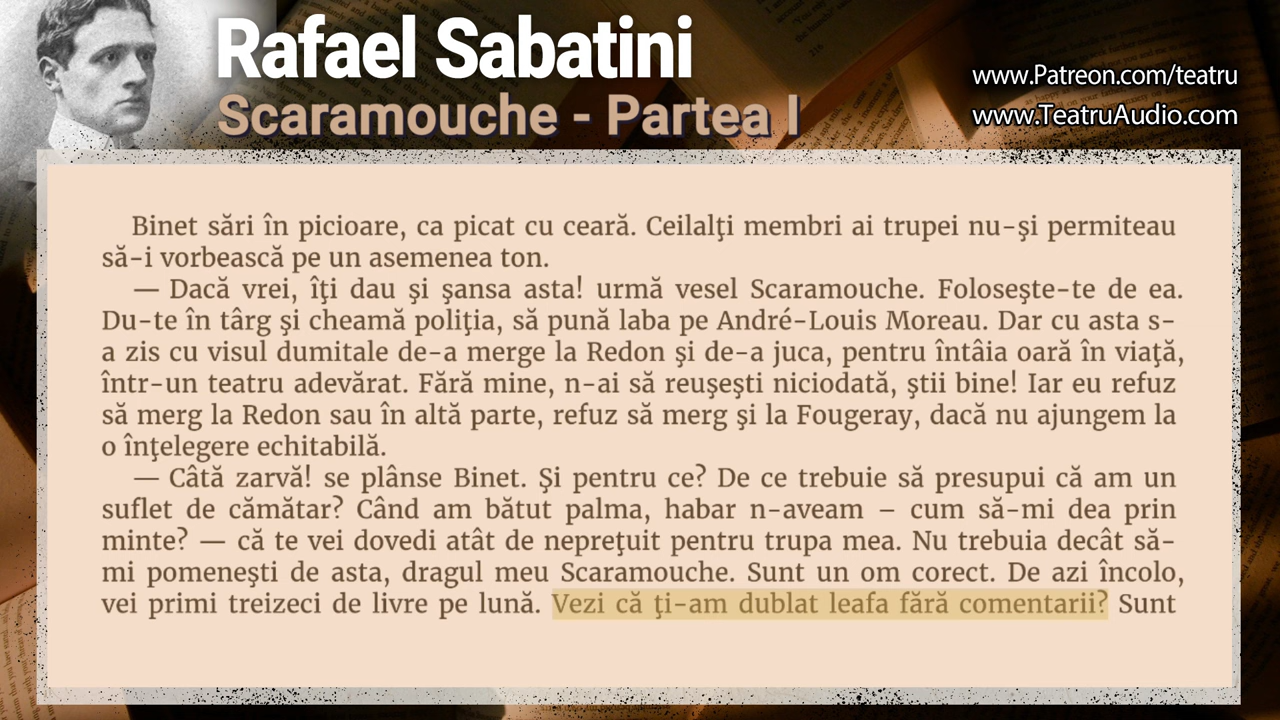 Rafael Sabatini
Scaramouche - Partea I
www.Patreon.com/teatru
www.TeatruAudio.com
Binet sări în picioare, ca picat cu ceară. Ceilalţi membri ai trupei nu-şi permiteau
să-i vorbească pe un asemenea ton.
— Dacă vrei, îţi dau şi şansa asta! urmă vesel Scaramouche. Foloseşte-te de ea.
Du-te în târg şi cheamă poliţia, să pună laba pe André-Louis Moreau. Dar cu asta s-
a zis cu visul dumitale de-a merge la Redon şi de-a juca, pentru întâia oară în viaţă,
într-un teatru adevărat. Fără mine, n-ai să reuşeşti niciodată, ştii bine! Iar eu refuz
să merg la Redon sau în altă parte, refuz să merg şi la Fougeray, dacă nu ajungem la
o înţelegere echitabilă.
— Câtă zarvă! se plânse Binet. Şi pentru ce? De ce trebuie să presupui că am un
suflet de cămătar? Când am bătut palma, habar n-aveam – cum să-mi dea prin
minte? — că te vei dovedi atât de nepreţuit pentru trupa mea. Nu trebuia decât să-
mi pomeneşti de asta, dragul meu Scaramouche. Sunt un om corect. De azi încolo,
vei primi treizeci de livre pe lună. Vezi că ţi-am dublat leafa fără comentarii? Sunt